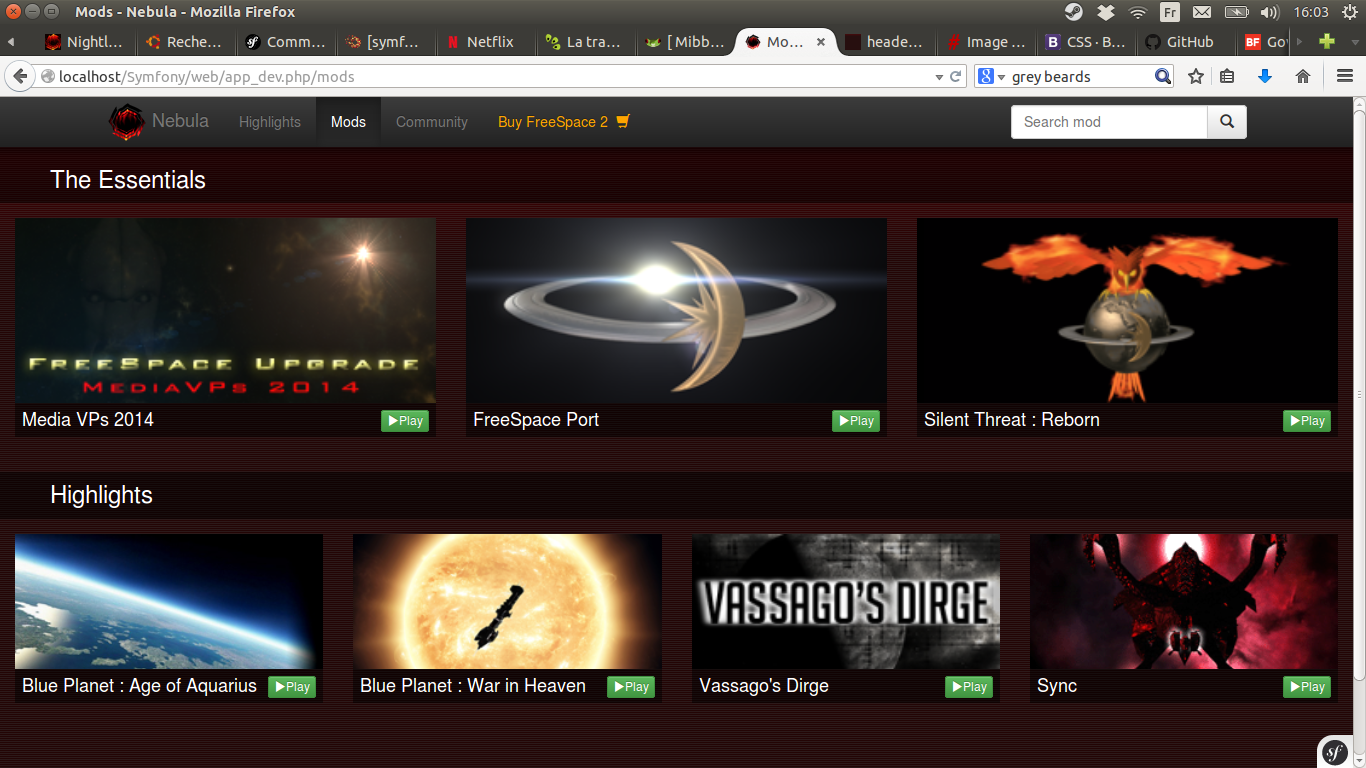 Mods - Nebula - Mozilla Firefox
Fr
16:03
Nightl...
Reche...
Comm...
[symf...
Netflix
La tra...
[ Mibb...
Mo...
heade...
Image ...
CSS · B...
GitHub
BF
Go
localhost/Symfony/web/app_dev.php/mods
grey beards
Nebula
Highlights
Mods
Community
Buy FreeSpace 2
Search mod
The Essentials
FreeSpace Upgrade
MediaVPs 2014
Media VPs 2014
Play
FreeSpace Port
Play
Silent Threat : Reborn
Play
Highlights
VASSAGO'S DIRGE
Blue Planet : Age of Aquarius
Play
Blue Planet : War in Heaven
Play
Vassago's Dirge
Play
Sync
Play